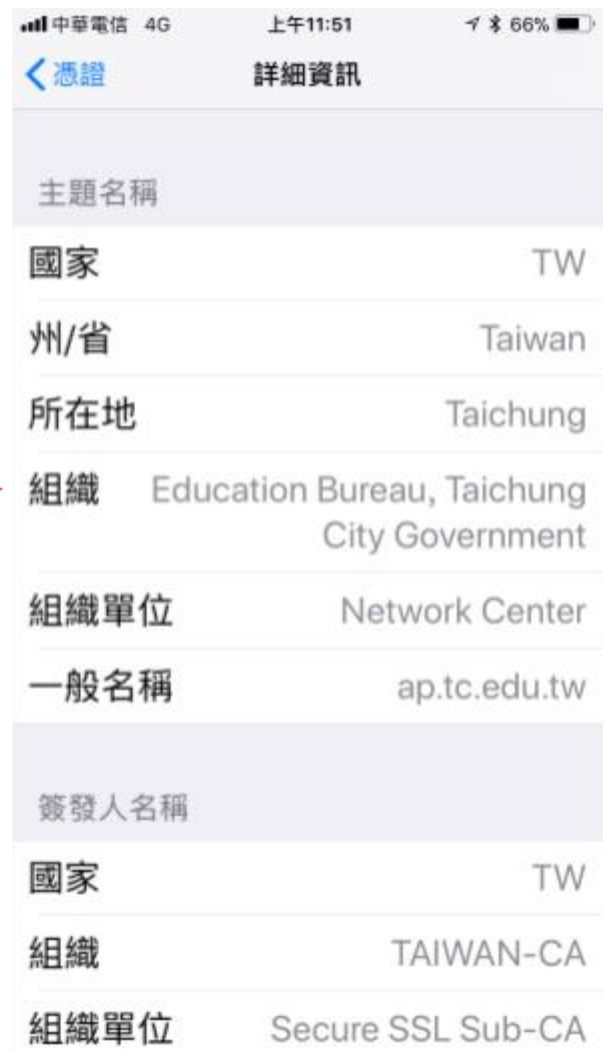 中華電信 4G 上午11:51 66%
憑證 詳細資訊
主題名稱
國家 TW
州/省 Taiwan
所在地 Taichung
組織 Education Bureau, Taichung
City Government
組織單位 Network Center
一般名稱 ap.tc.edu.tw
簽發人名稱
國家 TW
組織 TAIWAN-CA
組織單位 Secure SSL Sub-CA